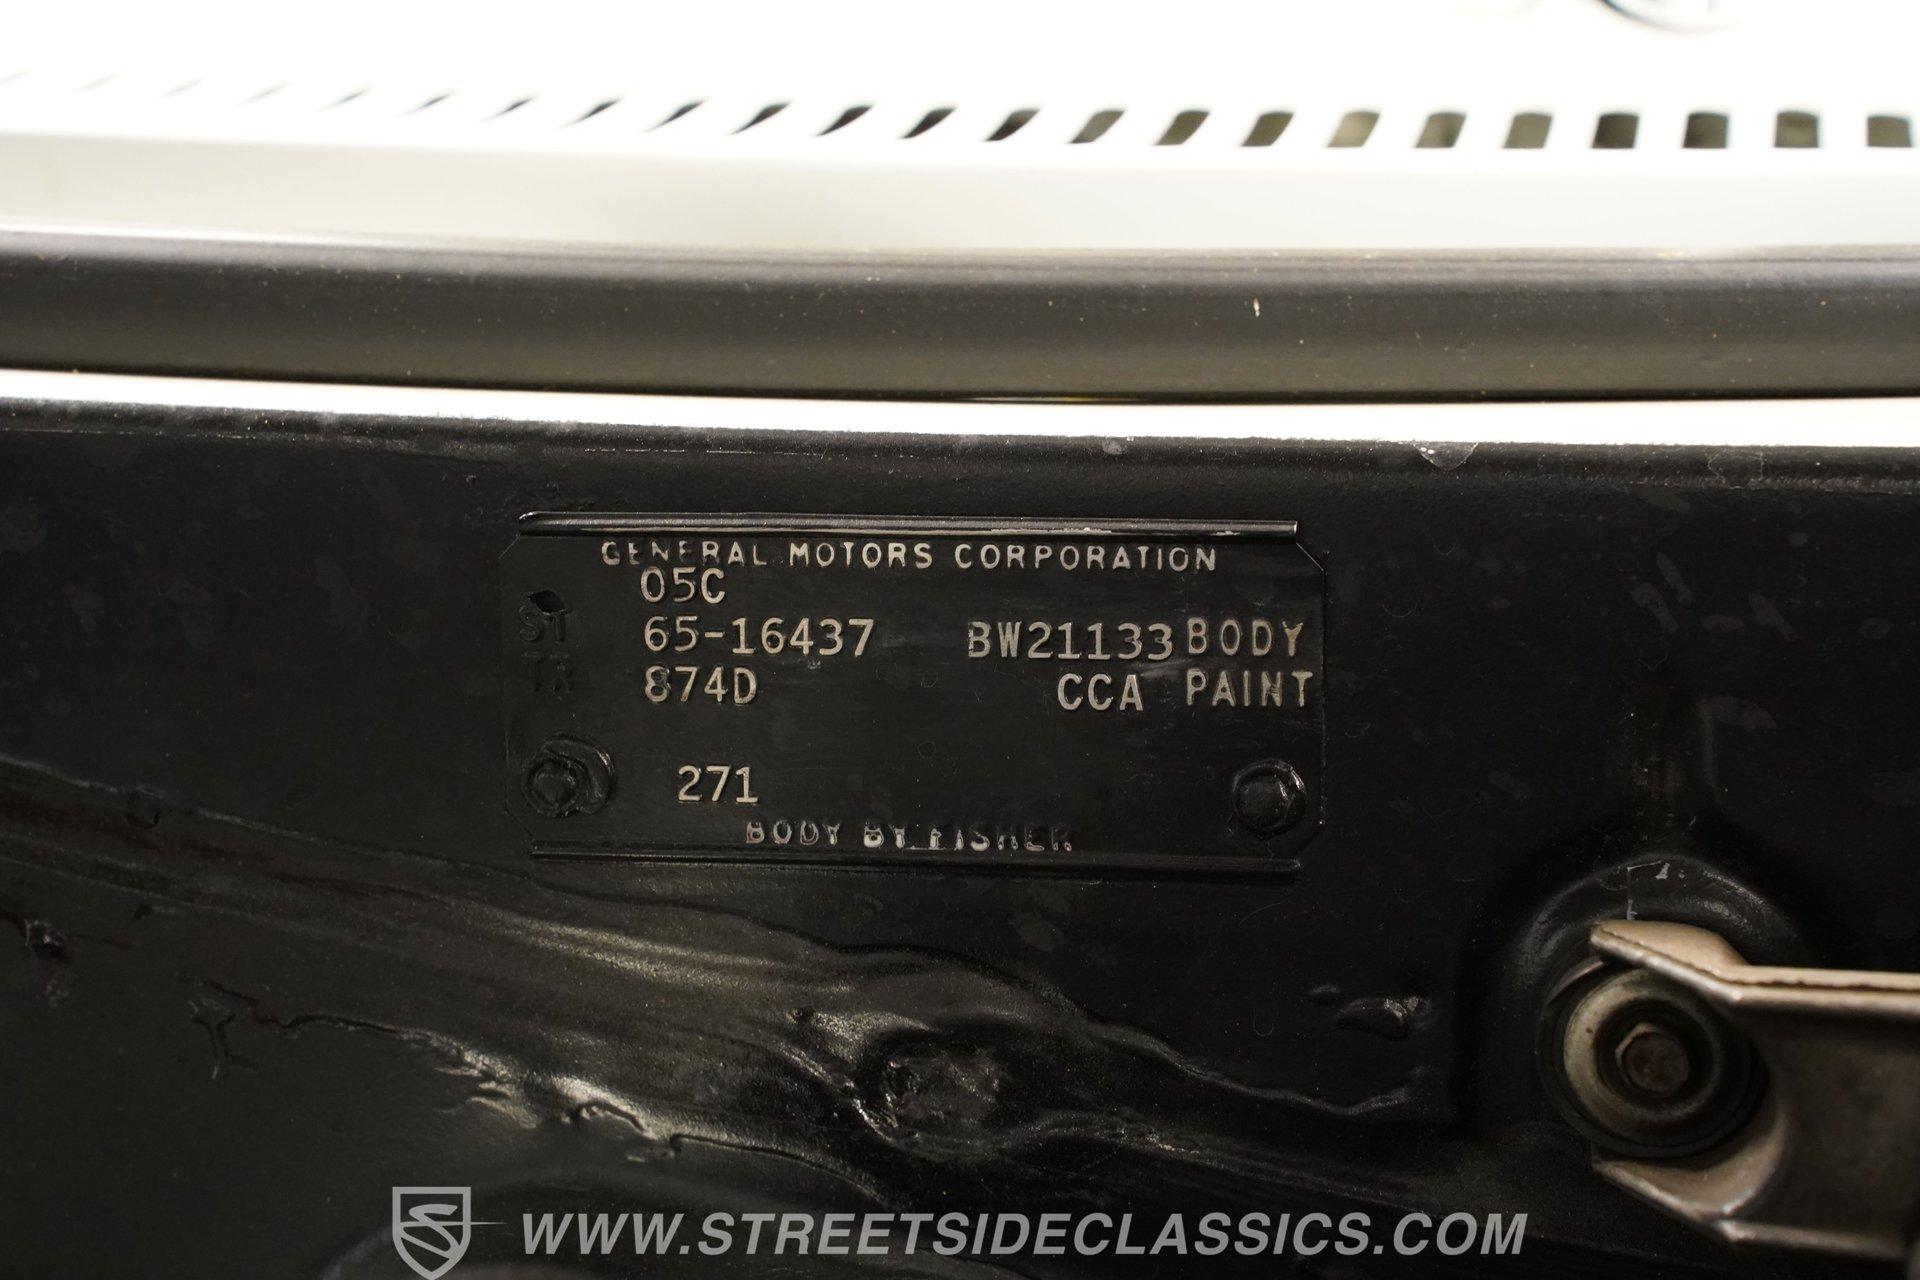 GENERAL MOTORS CORPORATION
05C
ST 65-16437 BW21133 BODY
TR 874D CCA PAINT
271
BODY BY FISHER
WWW.STREETSIDECLASSICS.COM